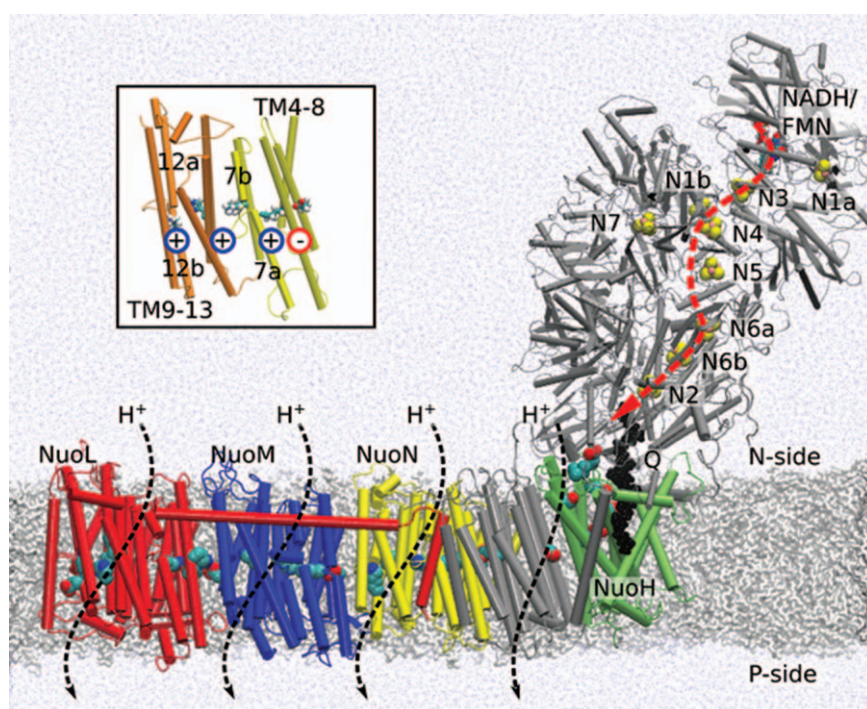 TM4-8
12a
7b
+
+
+
-
12b
7a
TM9-13
NADH/
FMN
N1b
N3
N1a
N7
N4
N5
N6a
N6b
N2
H+
H+
H+
H+
NuoL
NuoM
NuoN
Q
N-side
NuoH
P-side